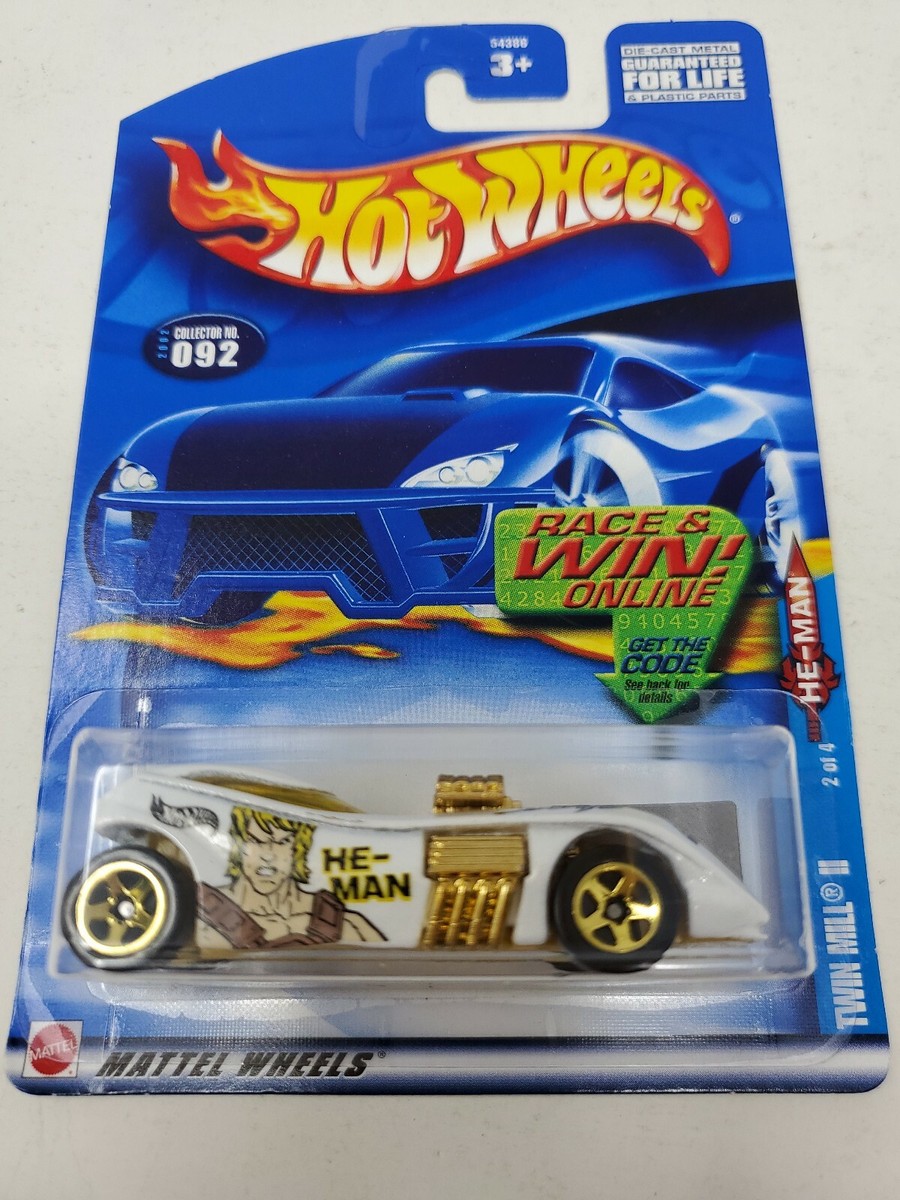 54386
3+
DIE-CAST METAL
GUARANTEED
FOR LIFE
& PLASTIC PARTS
HOT WHEELS®
2002
COLLECTOR NO.
092
RACE &
WIN!
ONLINE
GET THE
CODE
See back for
details
HE-MAN
2 of 4
TWIN MILL® II
HE-
MAN
MATTEL
MATTEL WHEELS®